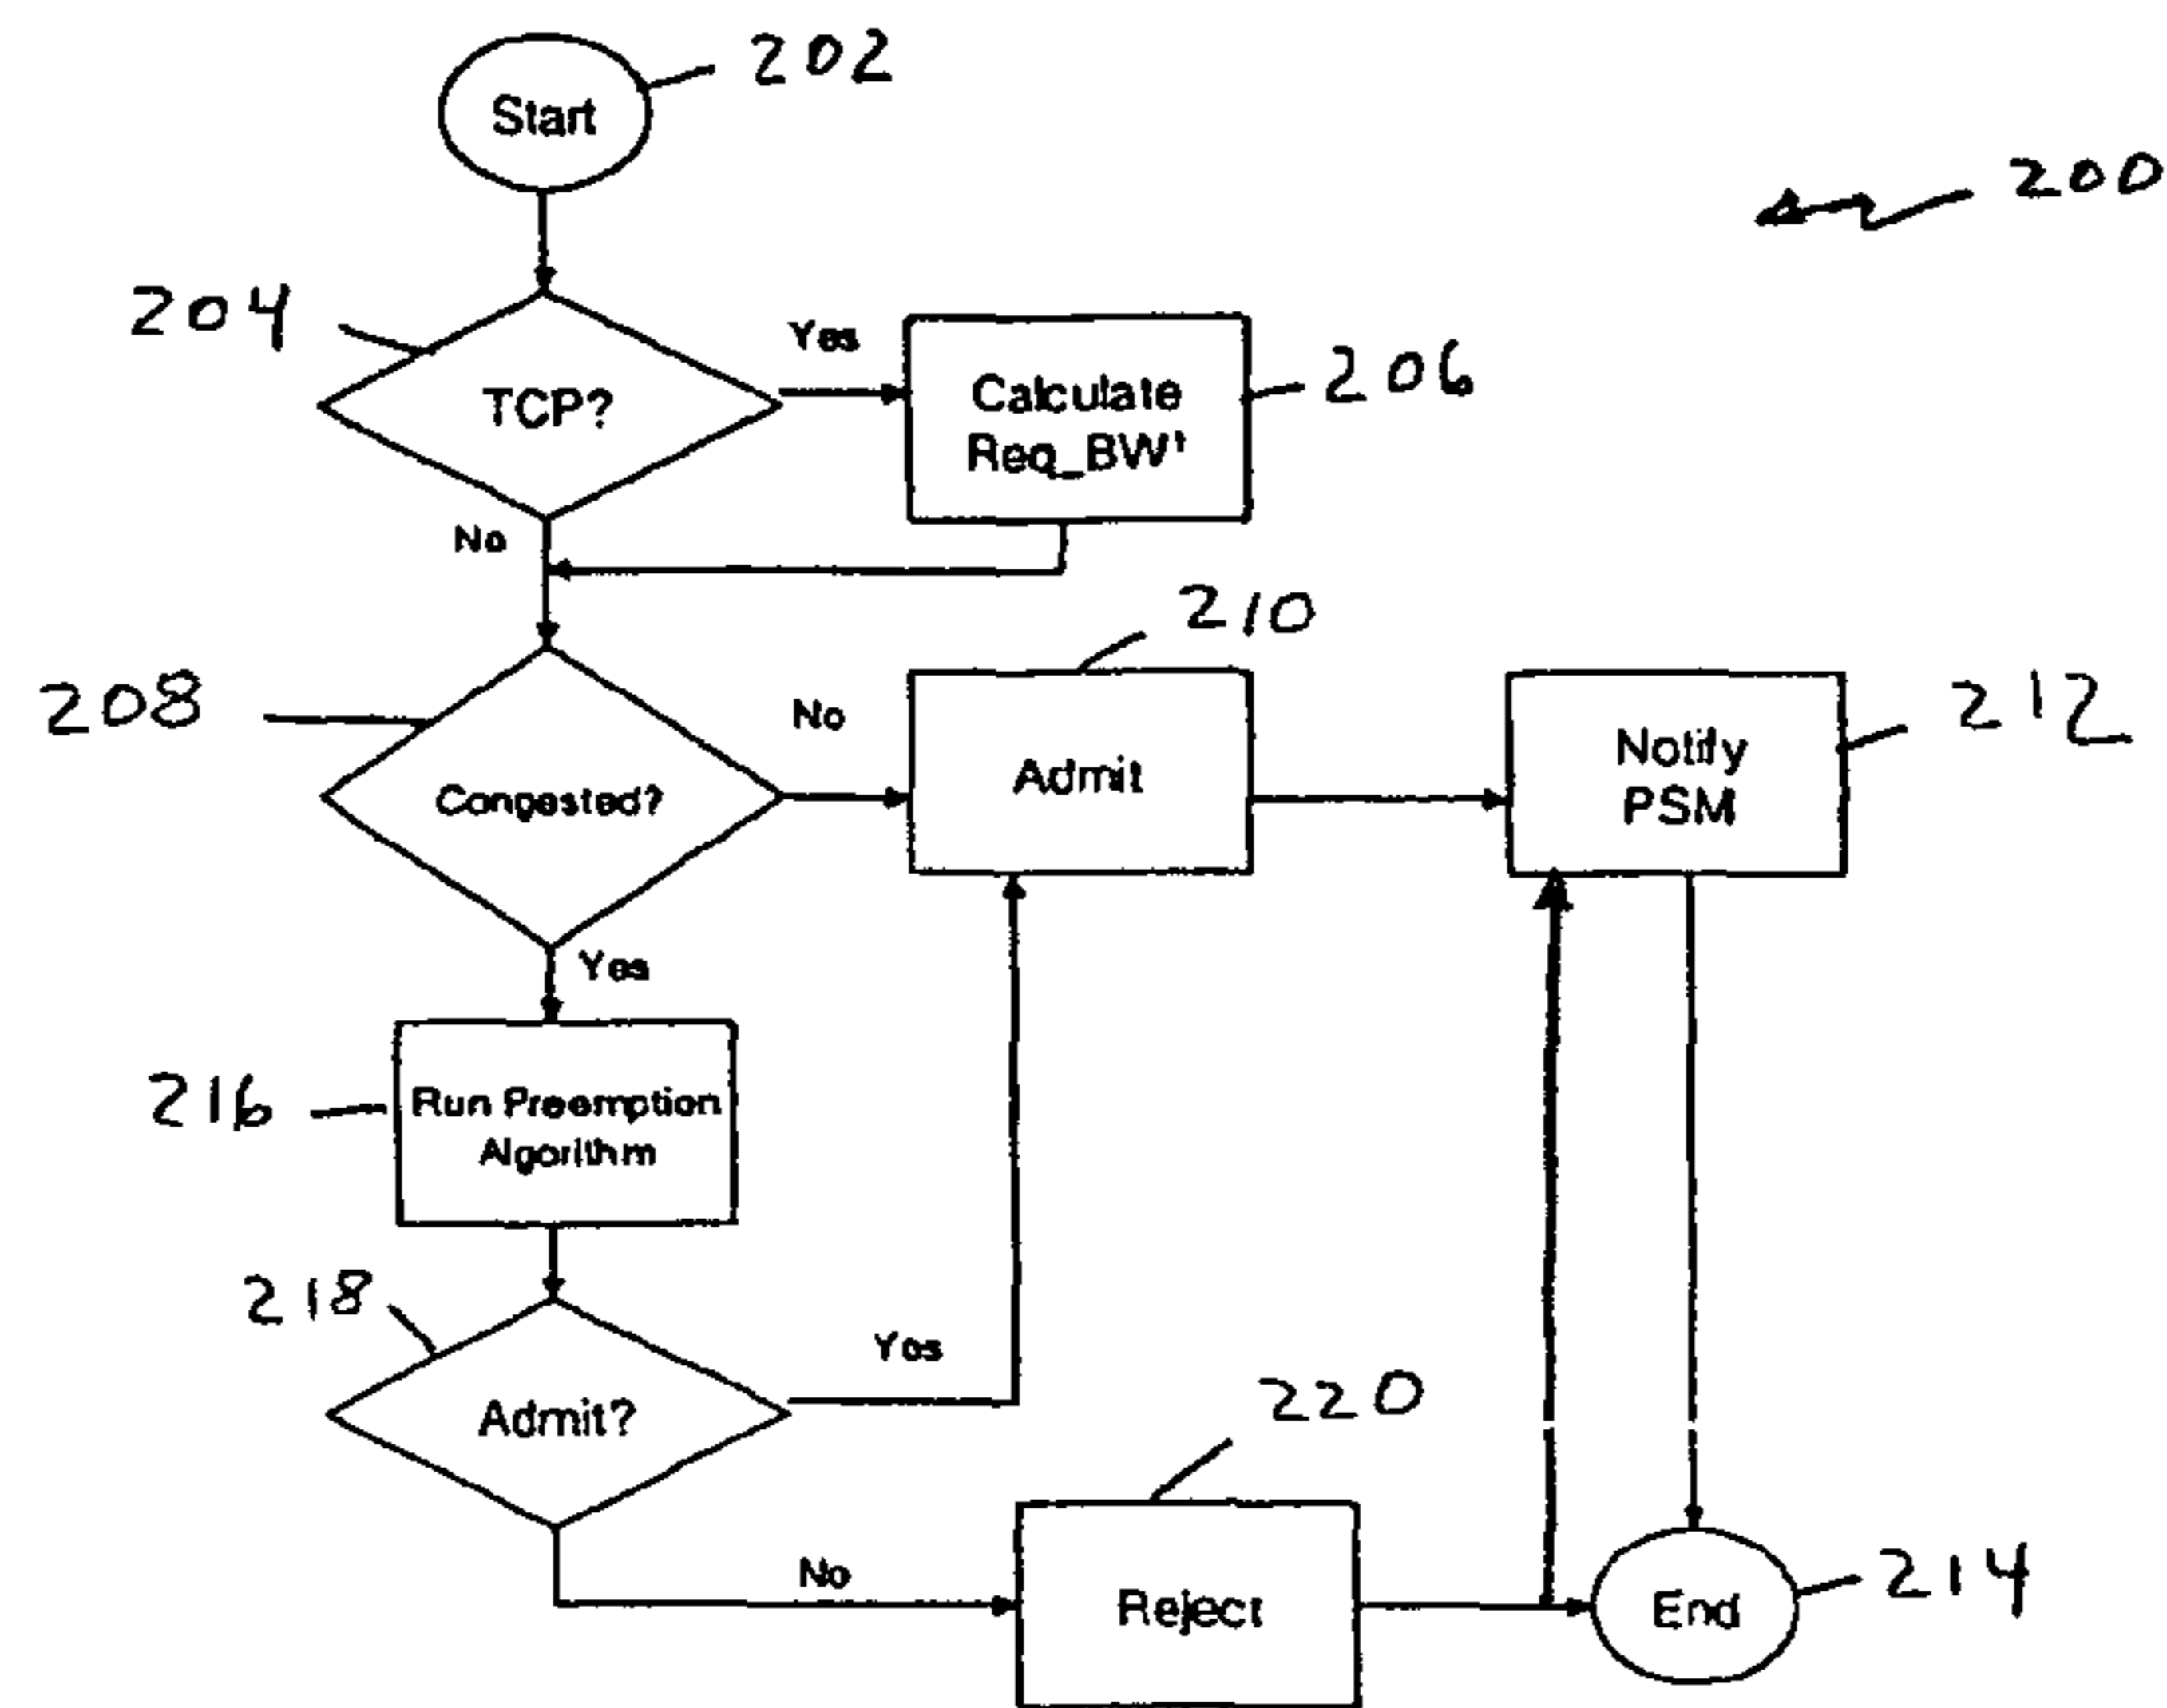 Start
202
200
204
TCP?
Yes
Calculate
Req_BW'
206
No
208
Congested?
No
210
Admit
Notify
PSM
212
Yes
216
Run Preemption
Algorithm
218
Admit?
Yes
220
No
Reject
End
214